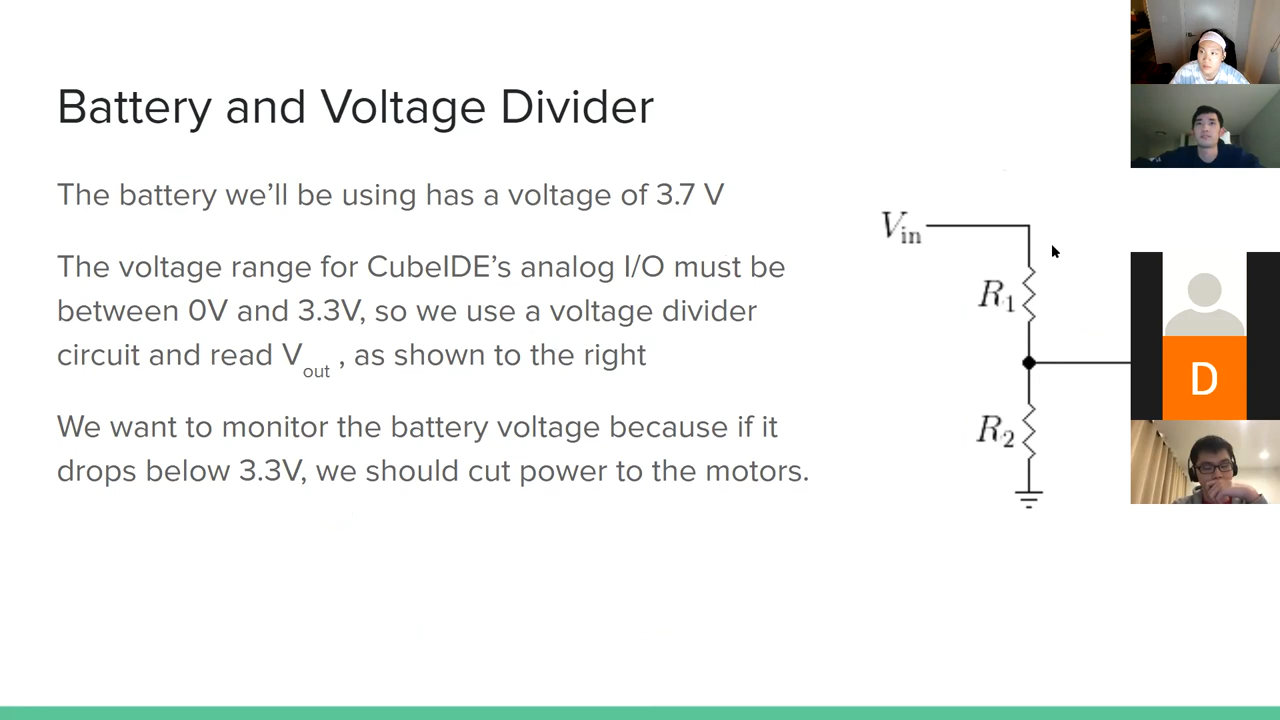 Battery and Voltage Divider
The battery we’ll be using has a voltage of 3.7 V
The voltage range for CubeIDE’s analog I/O must be
between 0V and 3.3V, so we use a voltage divider
circuit and read Vout , as shown to the right
We want to monitor the battery voltage because if it
drops below 3.3V, we should cut power to the motors.
Vin
R1
R2
D